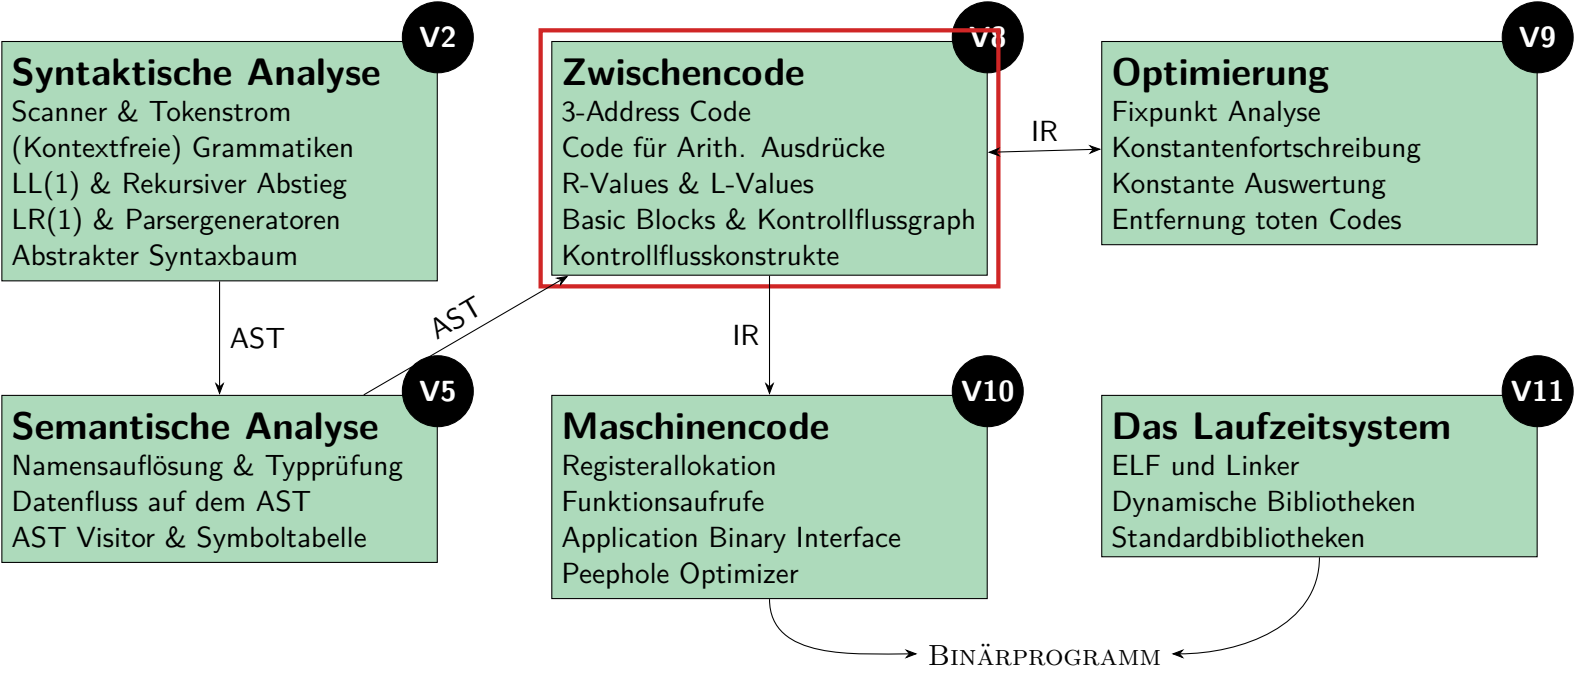 V2
Syntaktische Analyse
Scanner & Tokenstrom
(Kontextfreie) Grammatiken
LL(1) & Rekursiver Abstieg
LR(1) & Parsergeneratoren
Abstrakter Syntaxbaum
AST
V5
Semantische Analyse
Namensauflösung & Typprüfung
Datenfluss auf dem AST
AST Visitor & Symboltabelle
AST
V8
Zwischencode
3-Address Code
Code für Arith. Ausdrücke
R-Values & L-Values
Basic Blocks & Kontrollflussgraph
Kontrollflusskonstrukte
IR
V9
Optimierung
Fixpunkt Analyse
Konstantenfortschreibung
Konstante Auswertung
Entfernung toten Codes
IR
V10
Maschinencode
Registerallokation
Funktionsaufrufe
Application Binary Interface
Peephole Optimizer
V11
Das Laufzeitsystem
ELF und Linker
Dynamische Bibliotheken
Standardbibliotheken
BINÄRPROGRAMM